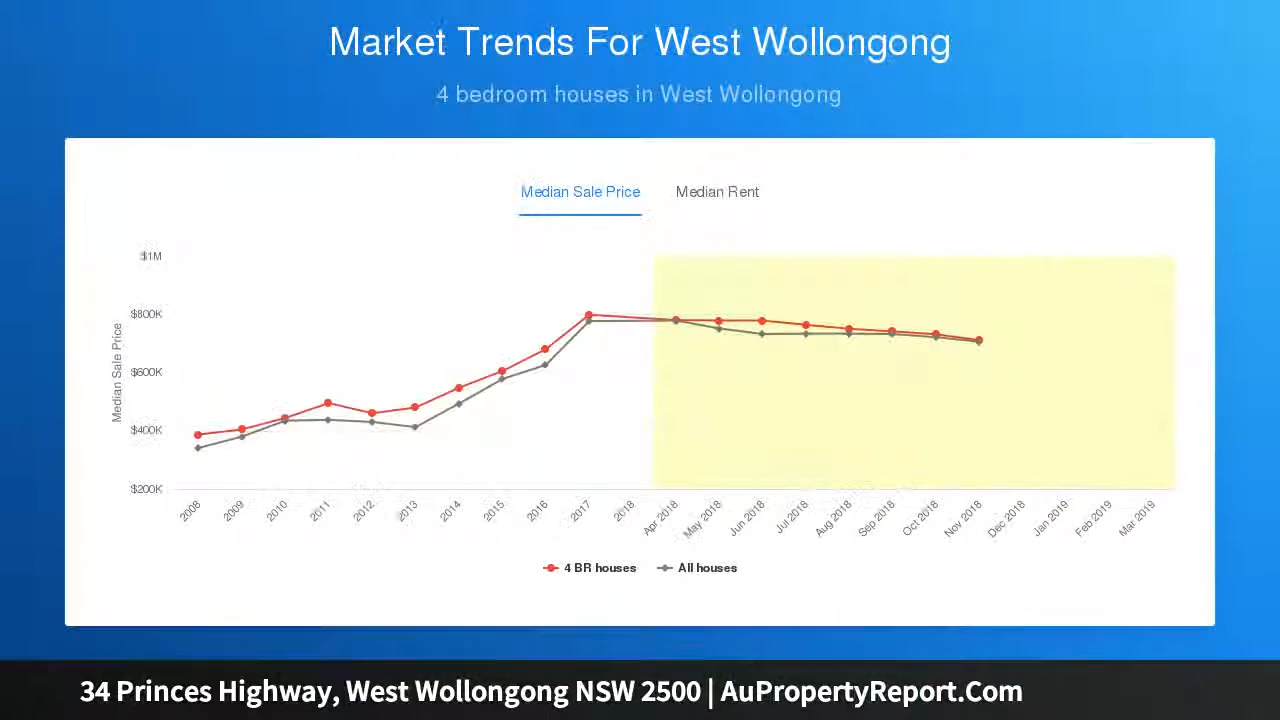 Market Trends For West Wollongong
4 bedroom houses in West Wollongong
Median Sale Price Median Rent
$1M
$800K
$600K
$400K
$200K
Median Sale Price
2008 2009 2010 2011 2012 2013 2014 2015 2016 2017 2018 Apr 2018 May 2018 Jun 2018 Jul 2018 Aug 2018 Sep 2018 Oct 2018 Nov 2018 Dec 2018 Jan 2019 Feb 2019 Mar 2019
4 BR houses All houses
34 Princes Highway, West Wollongong NSW 2500 | AuPropertyReport.Com